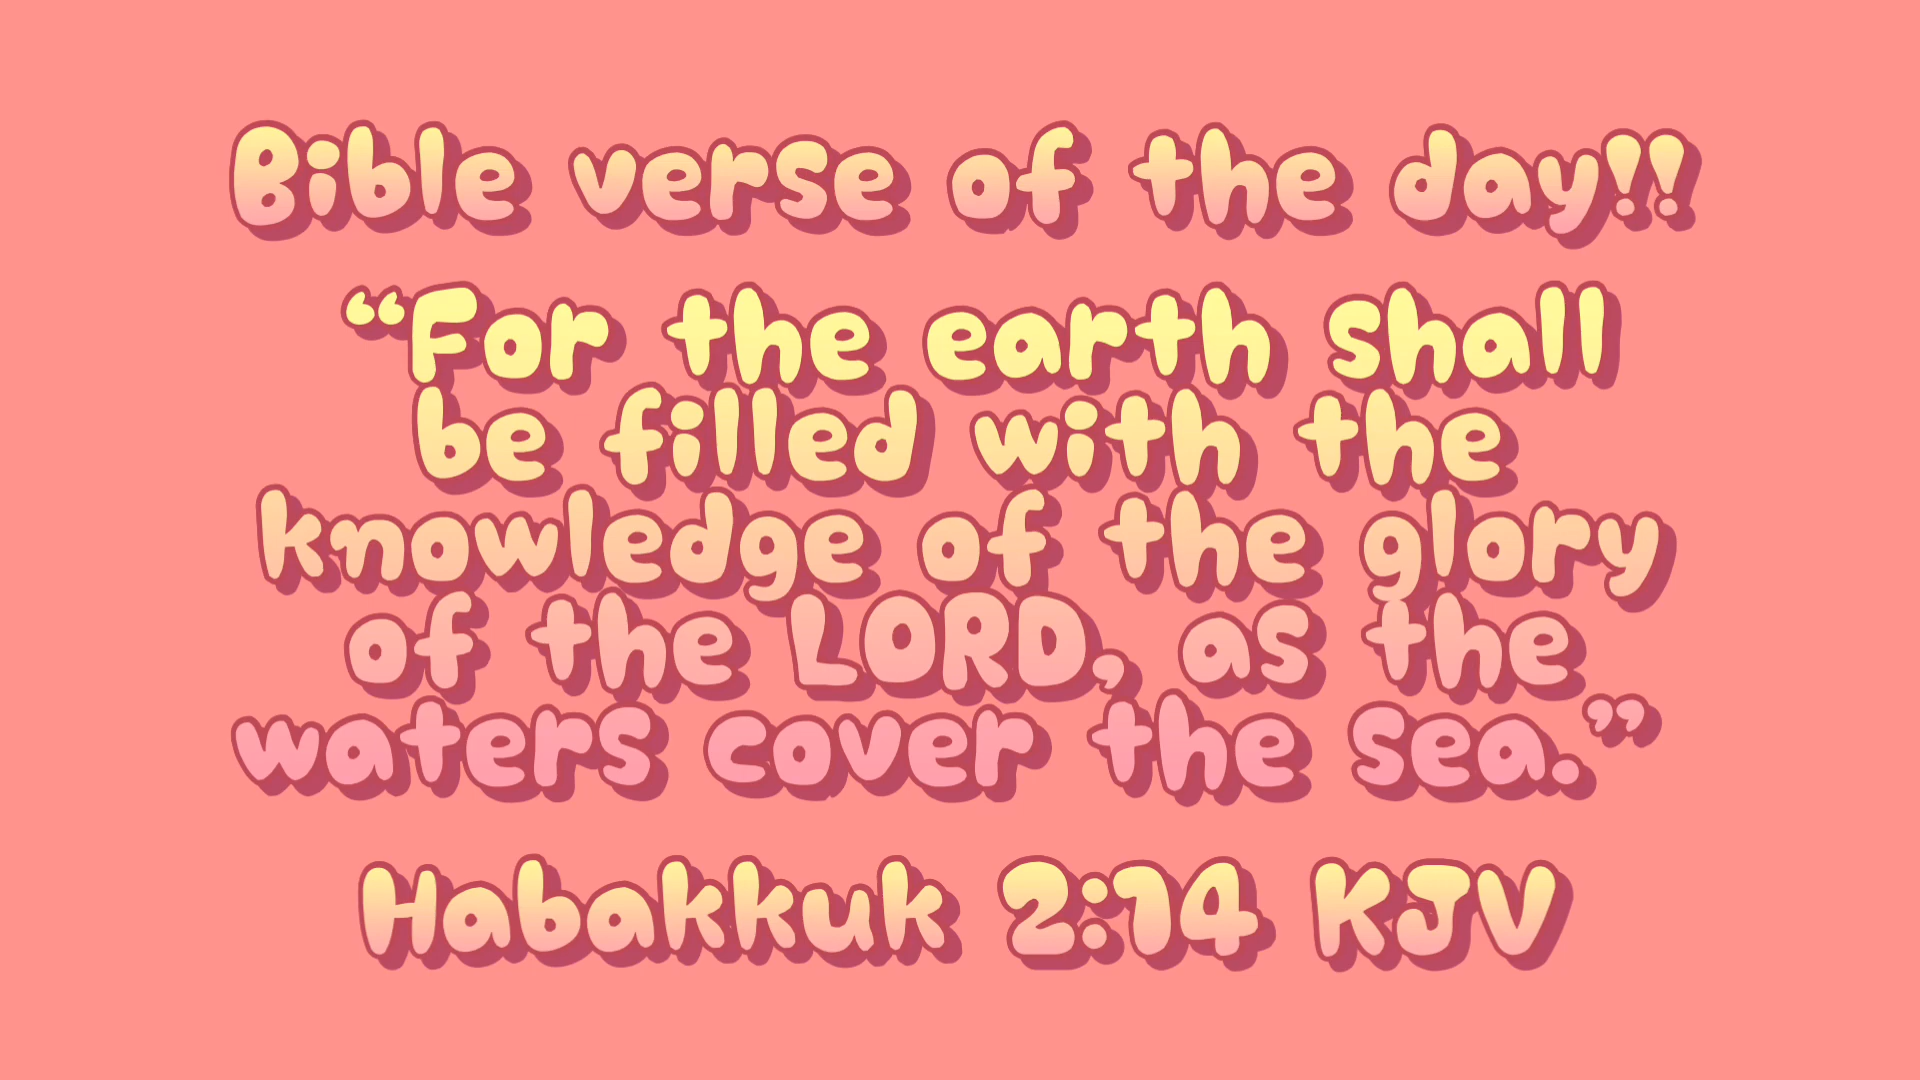 Bible verse of the day!!
“For the earth shall
be filled with the
knowledge of the glory
of the LORD, as the
waters cover the sea.”
Habakkuk 2:14 KJV